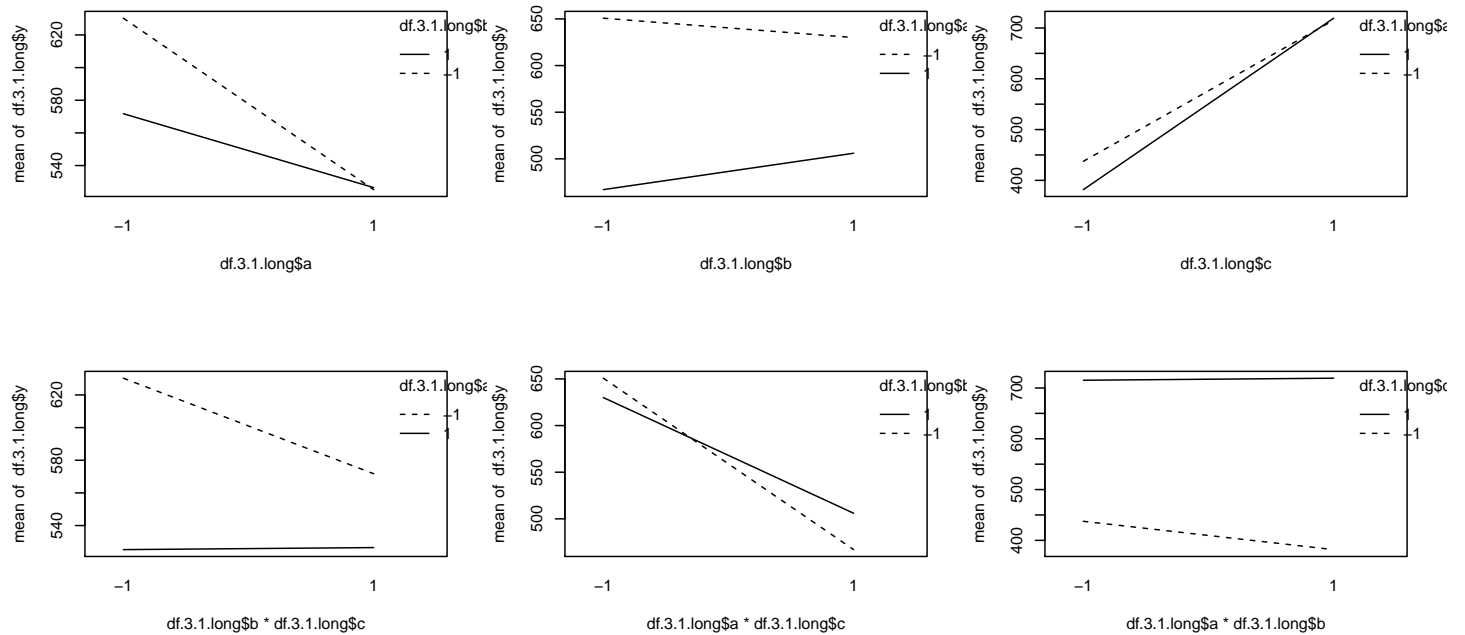 mean of df.3.1.long$y
540
580
620
df.3.1.long$b
1
−1
−1
1
df.3.1.long$a
mean of df.3.1.long$y
500
550
600
650
df.3.1.long$a
−1
1
−1
1
df.3.1.long$b
mean of df.3.1.long$y
400
500
600
700
df.3.1.long$a
1
−1
−1
1
df.3.1.long$c
mean of df.3.1.long$y
540
580
620
df.3.1.long$a
−1
1
−1
1
df.3.1.long$b * df.3.1.long$c
mean of df.3.1.long$y
500
550
600
650
df.3.1.long$b
1
−1
−1
1
df.3.1.long$a * df.3.1.long$c
mean of df.3.1.long$y
400
500
600
700
df.3.1.long$c
1
−1
−1
1
df.3.1.long$a * df.3.1.long$b